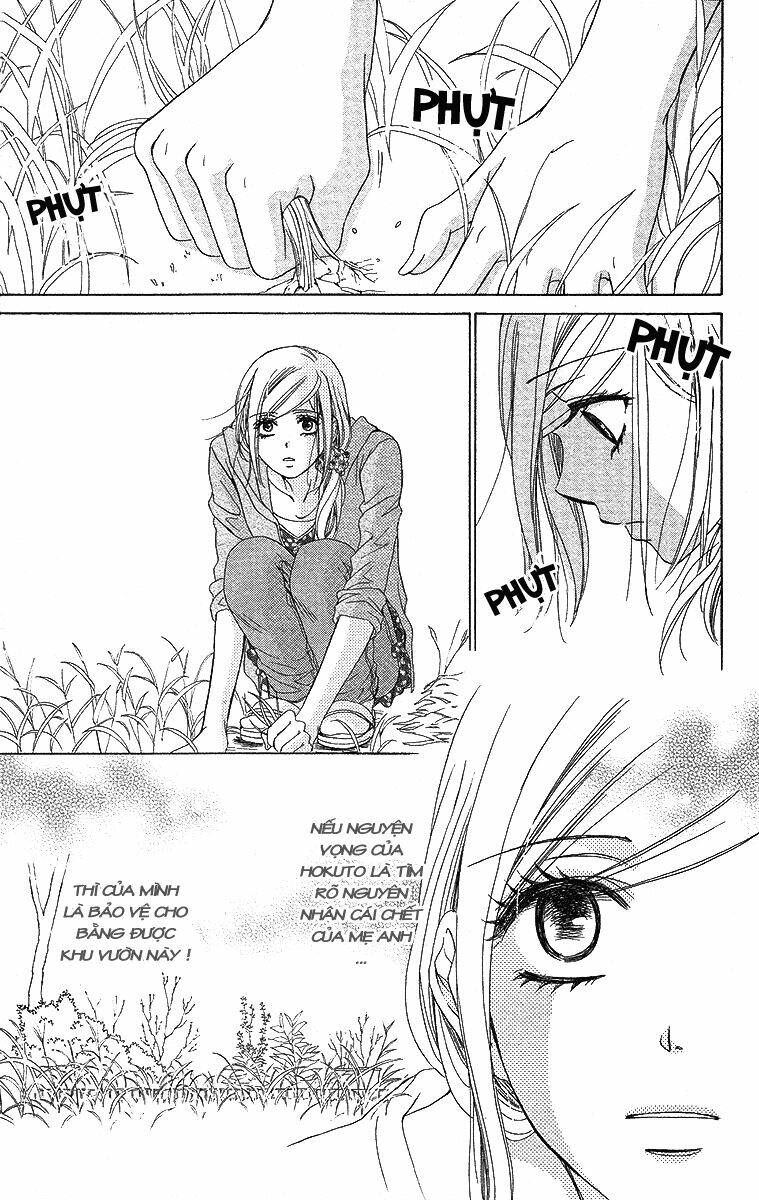 PHỰT
PHỰT
PHỰT
PHỰT
NẾU NGUYỆN
VỌNG CỦA
HOKUTO LÀ TÌM
RÕ NGUYÊN
NHÂN CÁI CHẾT
CỦA MẸ ANH
...
THÌ CỦA MÌNH
LÀ BẢO VỆ CHO
BẰNG ĐƯỢC
KHU VƯỜN NÀY !